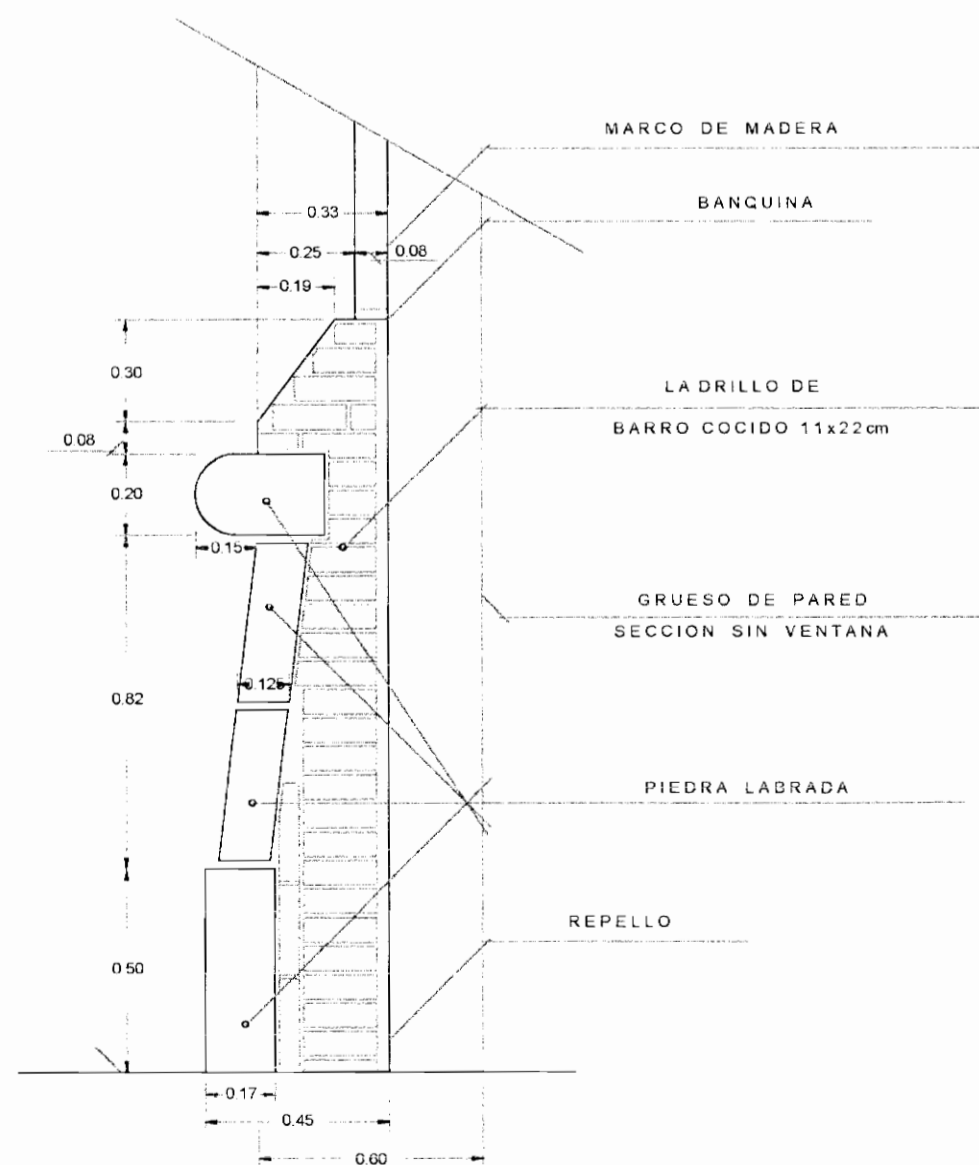 MARCO DE MADERA
BANQUINA
0.33
0.25
0.08
0.19
0.30
LADRILLO DE
BARRO COCIDO 11x22cm
0.08
0.20
0.15
GRUESO DE PARED
SECCION SIN VENTANA
0.125
0.82
PIEDRA LABRADA
REPELLO
0.50
0.17
0.45
0.60